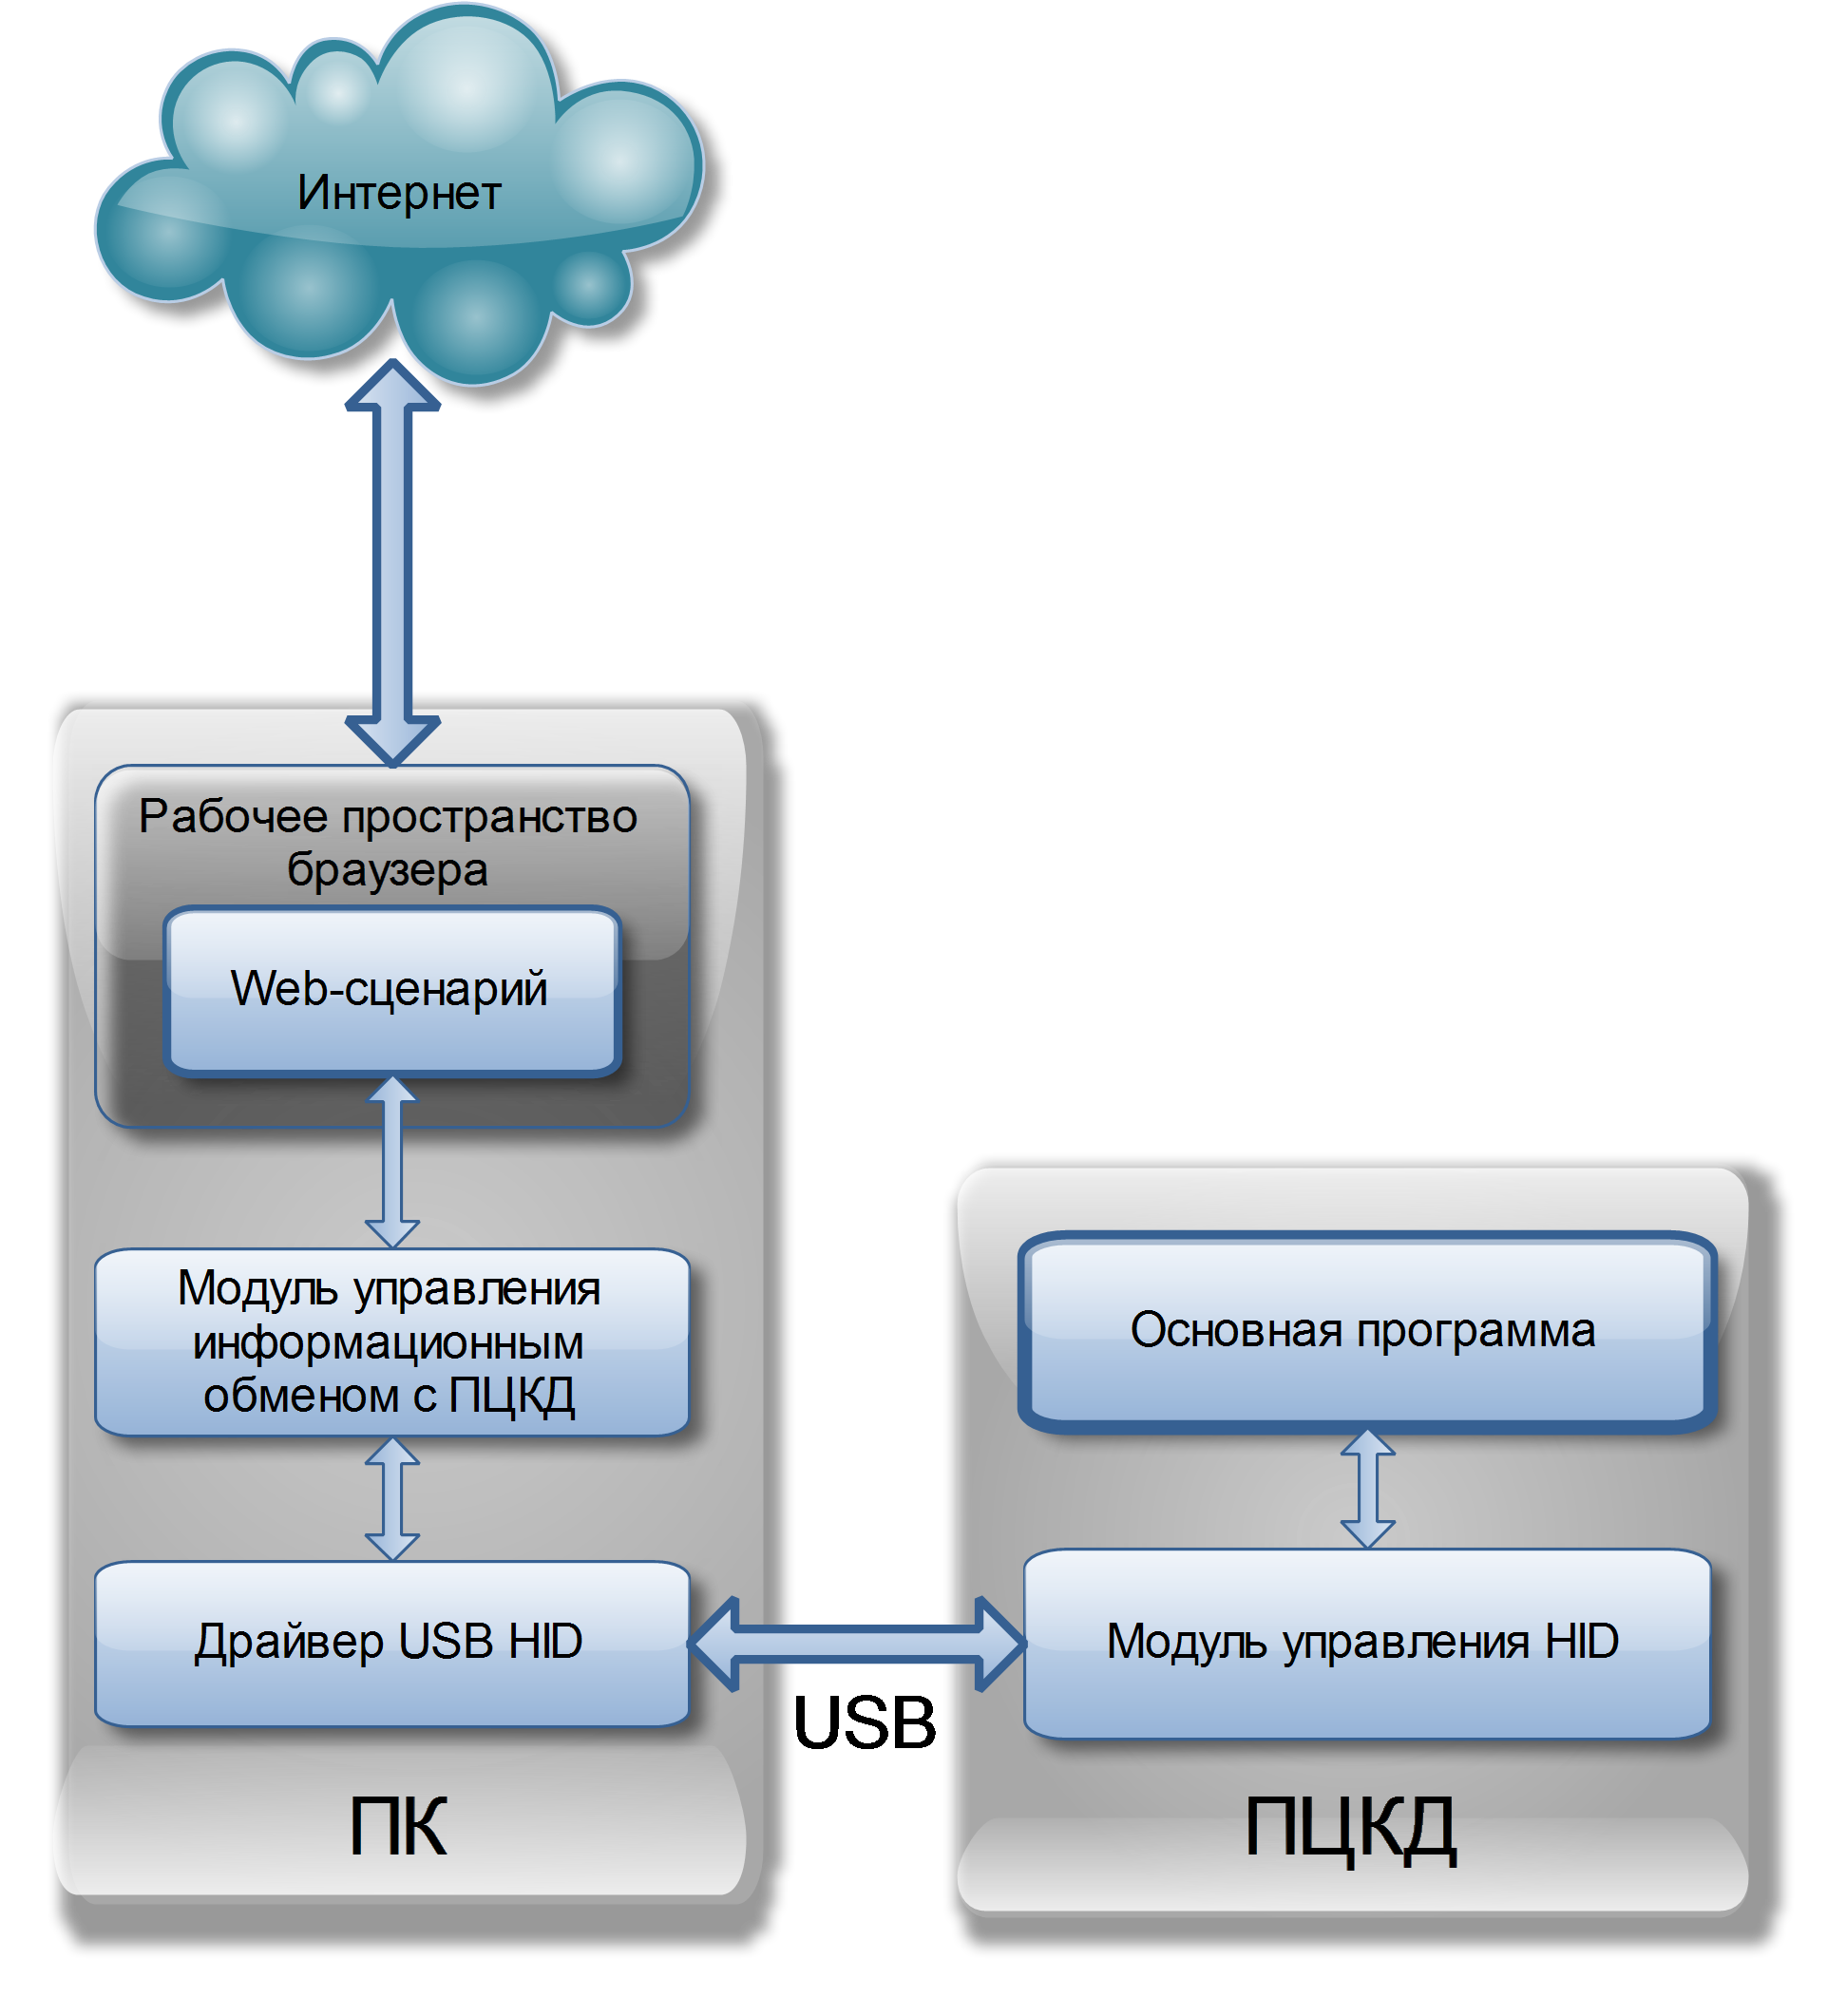 Интернет
Рабочее пространство
браузера
Web-сценарий
Модуль управления
информационным
обменом с ПЦКД
Драйвер USB HID
ПК
USB
Основная программа
Модуль управления HID
ПЦКД